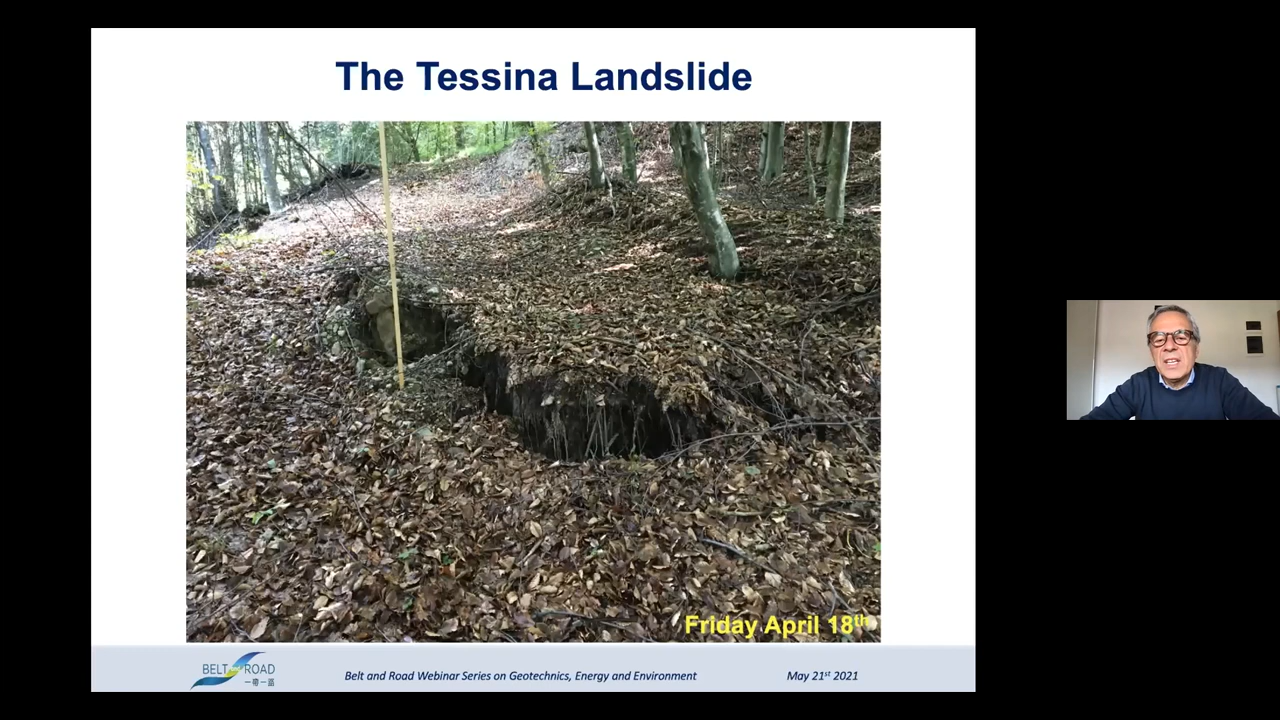 The Tessina Landslide
Friday April 18th
BELT ROAD
一帶一路
Belt and Road Webinar Series on Geotechnics, Energy and Environment
May 21st 2021